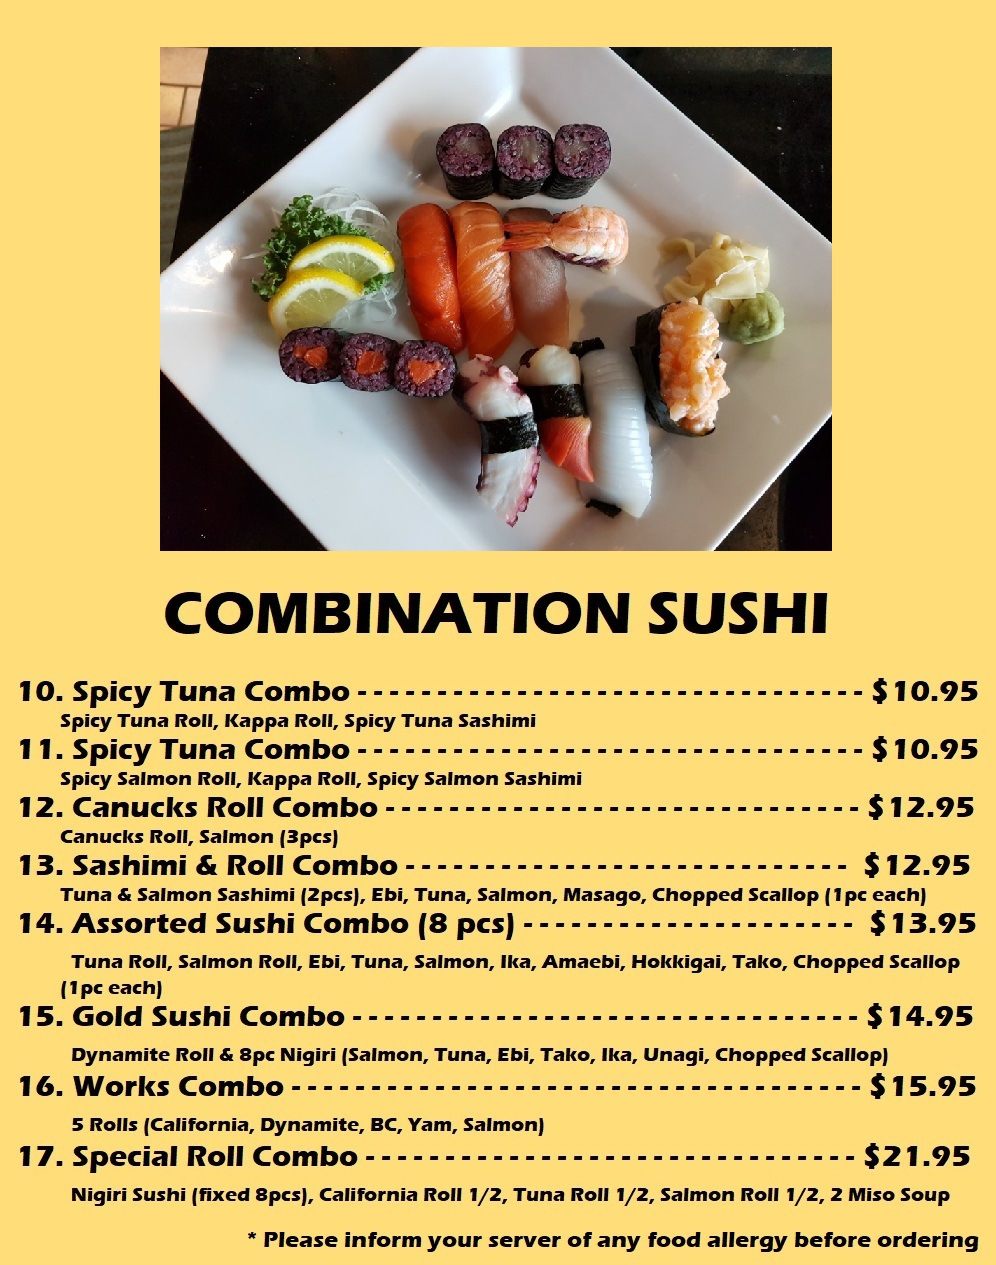 COMBINATION SUSHI
10. Spicy Tuna Combo - - - - - - - - - - - - - - - - - - - - - - - - - - - - - - - - $10.95
Spicy Tuna Roll, Kappa Roll, Spicy Tuna Sashimi
11. Spicy Tuna Combo - - - - - - - - - - - - - - - - - - - - - - - - - - - - - - - - $10.95
Spicy Salmon Roll, Kappa Roll, Spicy Salmon Sashimi
12. Canucks Roll Combo - - - - - - - - - - - - - - - - - - - - - - - - - - - - - - $12.95
Canucks Roll, Salmon (3pcs)
13. Sashimi & Roll Combo - - - - - - - - - - - - - - - - - - - - - - - - - - - - $12.95
Tuna & Salmon Sashimi (2pcs), Ebi, Tuna, Salmon, Masago, Chopped Scallop (1pc each)
14. Assorted Sushi Combo (8 pcs) - - - - - - - - - - - - - - - - - - - - - $13.95
Tuna Roll, Salmon Roll, Ebi, Tuna, Salmon, Ika, Amaebi, Hokkigai, Tako, Chopped Scallop
(1pc each)
15. Gold Sushi Combo - - - - - - - - - - - - - - - - - - - - - - - - - - - - - - - - $14.95
Dynamite Roll & 8pc Nigiri (Salmon, Tuna, Ebi, Tako, Ika, Unagi, Chopped Scallop)
16. Works Combo - - - - - - - - - - - - - - - - - - - - - - - - - - - - - - - - - - - - $15.95
5 Rolls (California, Dynamite, BC, Yam, Salmon)
17. Special Roll Combo - - - - - - - - - - - - - - - - - - - - - - - - - - - - - - - $21.95
Nigiri Sushi (fixed 8pcs), California Roll 1/2, Tuna Roll 1/2, Salmon Roll 1/2, 2 Miso Soup
* Please inform your server of any food allergy before ordering